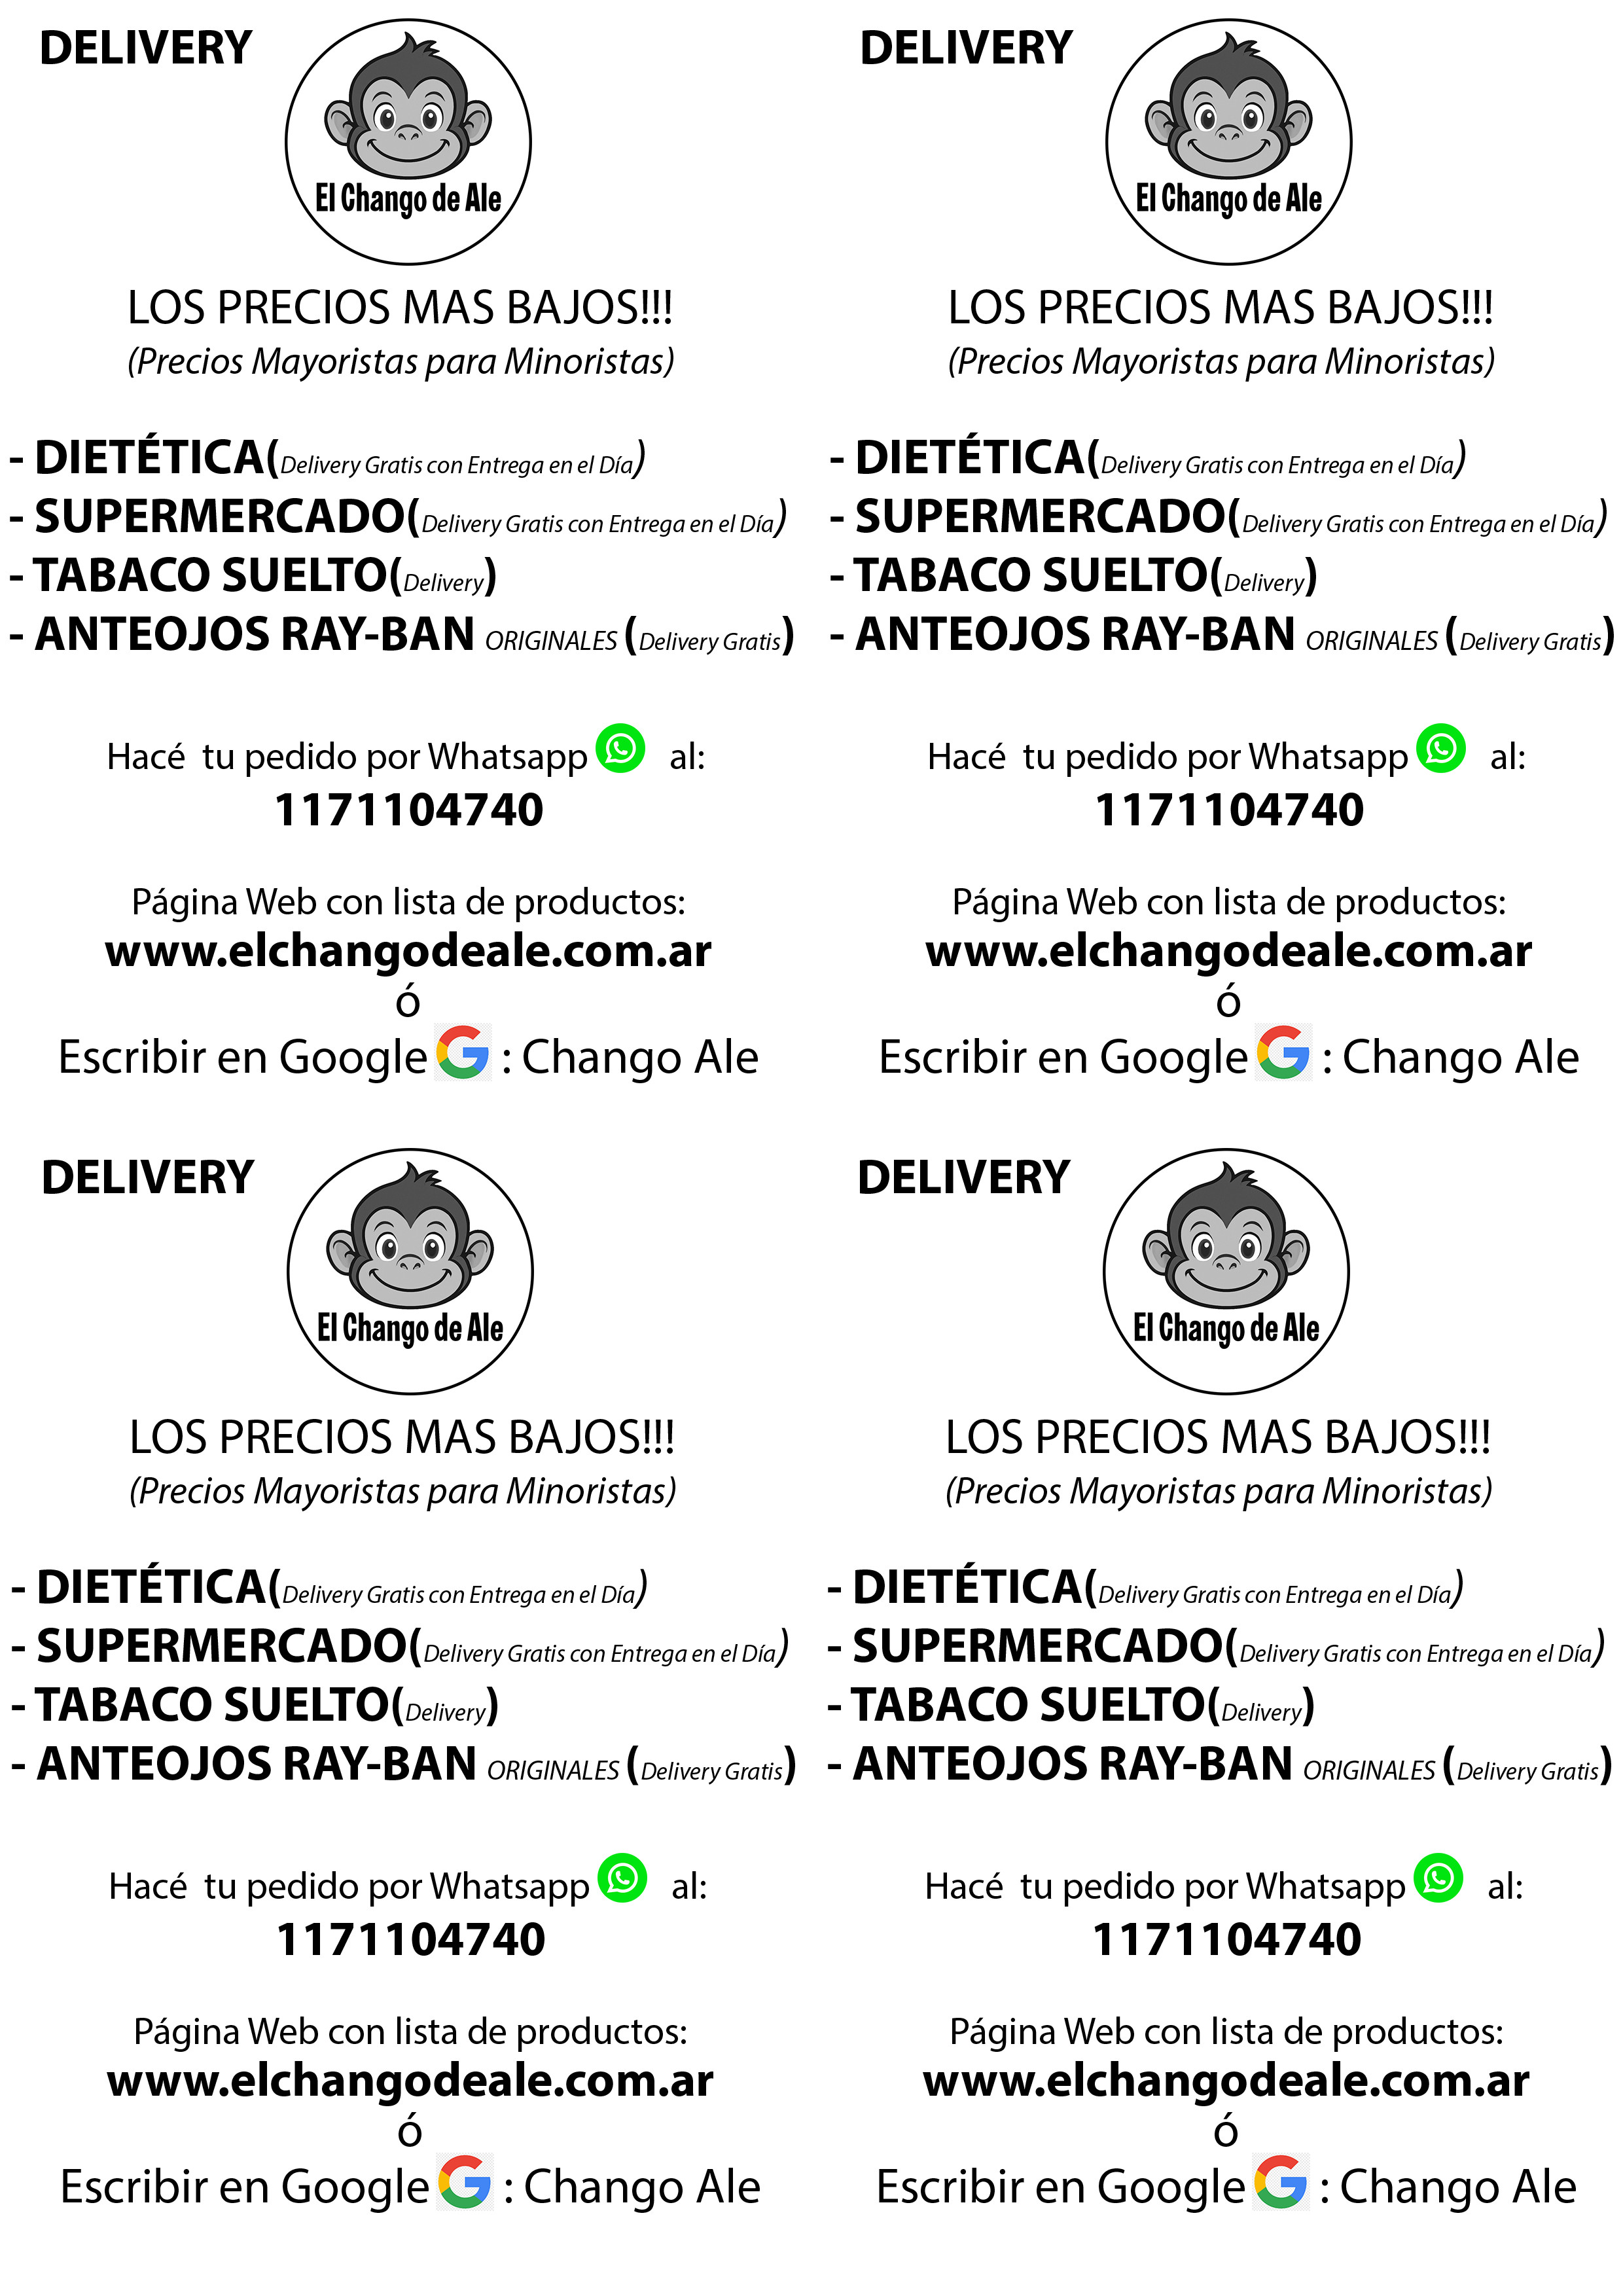 DELIVERY
El Chango de Ale
LOS PRECIOS MAS BAJOS!!!
(Precios Mayoristas para Minoristas)
- DIETÉTICA(Delivery Gratis con Entrega en el Día)
- SUPERMERCADO(Delivery Gratis con Entrega en el Día)
- TABACO SUELTO(Delivery)
- ANTEOJOS RAY-BAN ORIGINALES (Delivery Gratis)
Hacé tu pedido por Whatsapp al:
1171104740
Página Web con lista de productos:
www.elchangodeale.com.ar
ó
Escribir en Google : Chango Ale
DELIVERY
El Chango de Ale
LOS PRECIOS MAS BAJOS!!!
(Precios Mayoristas para Minoristas)
- DIETÉTICA(Delivery Gratis con Entrega en el Día)
- SUPERMERCADO(Delivery Gratis con Entrega en el Día)
- TABACO SUELTO(Delivery)
- ANTEOJOS RAY-BAN ORIGINALES (Delivery Gratis)
Hacé tu pedido por Whatsapp al:
1171104740
Página Web con lista de productos:
www.elchangodeale.com.ar
ó
Escribir en Google : Chango Ale
DELIVERY
El Chango de Ale
LOS PRECIOS MAS BAJOS!!!
(Precios Mayoristas para Minoristas)
- DIETÉTICA(Delivery Gratis con Entrega en el Día)
- SUPERMERCADO(Delivery Gratis con Entrega en el Día)
- TABACO SUELTO(Delivery)
- ANTEOJOS RAY-BAN ORIGINALES (Delivery Gratis)
Hacé tu pedido por Whatsapp al:
1171104740
Página Web con lista de productos:
www.elchangodeale.com.ar
ó
Escribir en Google : Chango Ale
DELIVERY
El Chango de Ale
LOS PRECIOS MAS BAJOS!!!
(Precios Mayoristas para Minoristas)
- DIETÉTICA(Delivery Gratis con Entrega en el Día)
- SUPERMERCADO(Delivery Gratis con Entrega en el Día)
- TABACO SUELTO(Delivery)
- ANTEOJOS RAY-BAN ORIGINALES (Delivery Gratis)
Hacé tu pedido por Whatsapp al:
1171104740
Página Web con lista de productos:
www.elchangodeale.com.ar
ó
Escribir en Google : Chango Ale